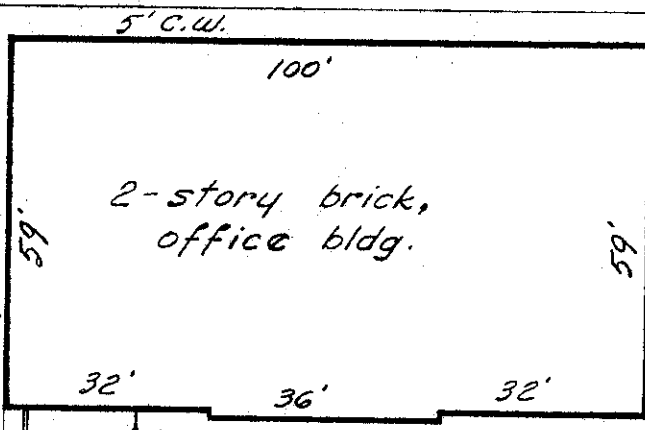 5' C.W.
100'
2-story brick,
office bldg.
59'
59'
32'
36'
32'